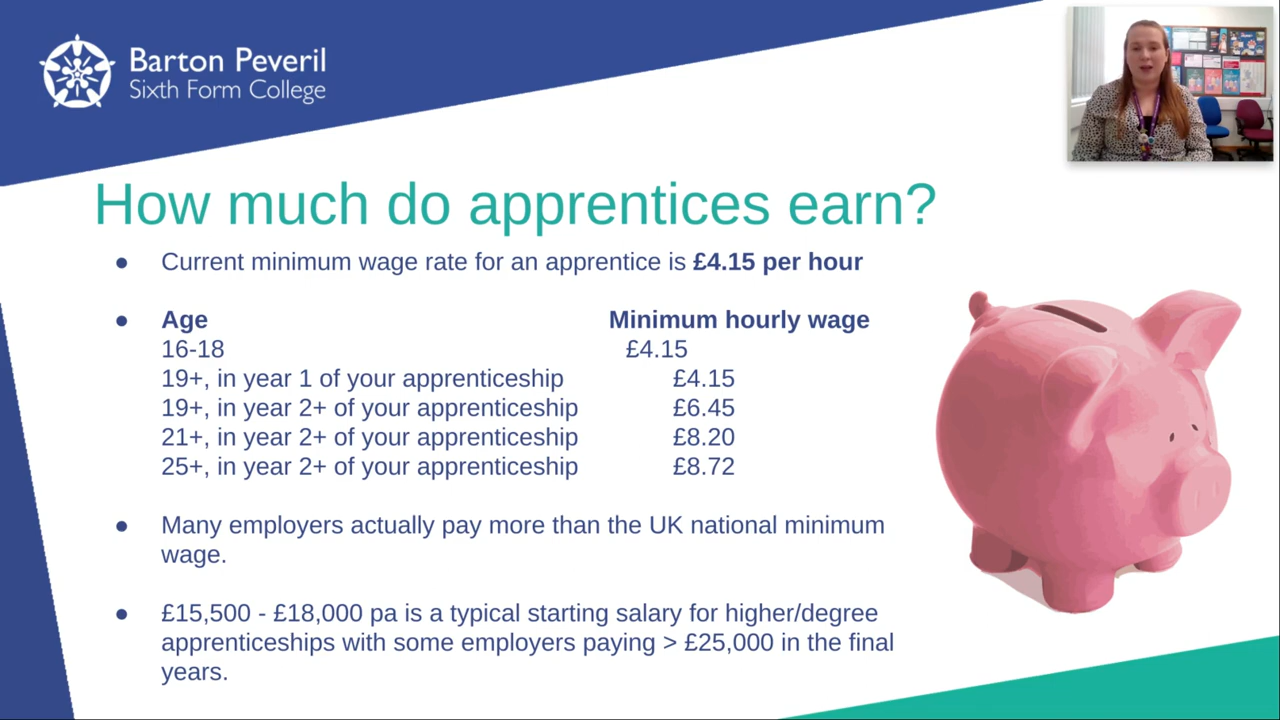 Barton Peveril
Sixth Form College
How much do apprentices earn?
● Current minimum wage rate for an apprentice is £4.15 per hour
● Age Minimum hourly wage
16-18 £4.15
19+, in year 1 of your apprenticeship £4.15
19+, in year 2+ of your apprenticeship £6.45
21+, in year 2+ of your apprenticeship £8.20
25+, in year 2+ of your apprenticeship £8.72
● Many employers actually pay more than the UK national minimum
wage.
● £15,500 - £18,000 pa is a typical starting salary for higher/degree
apprenticeships with some employers paying > £25,000 in the final
years.